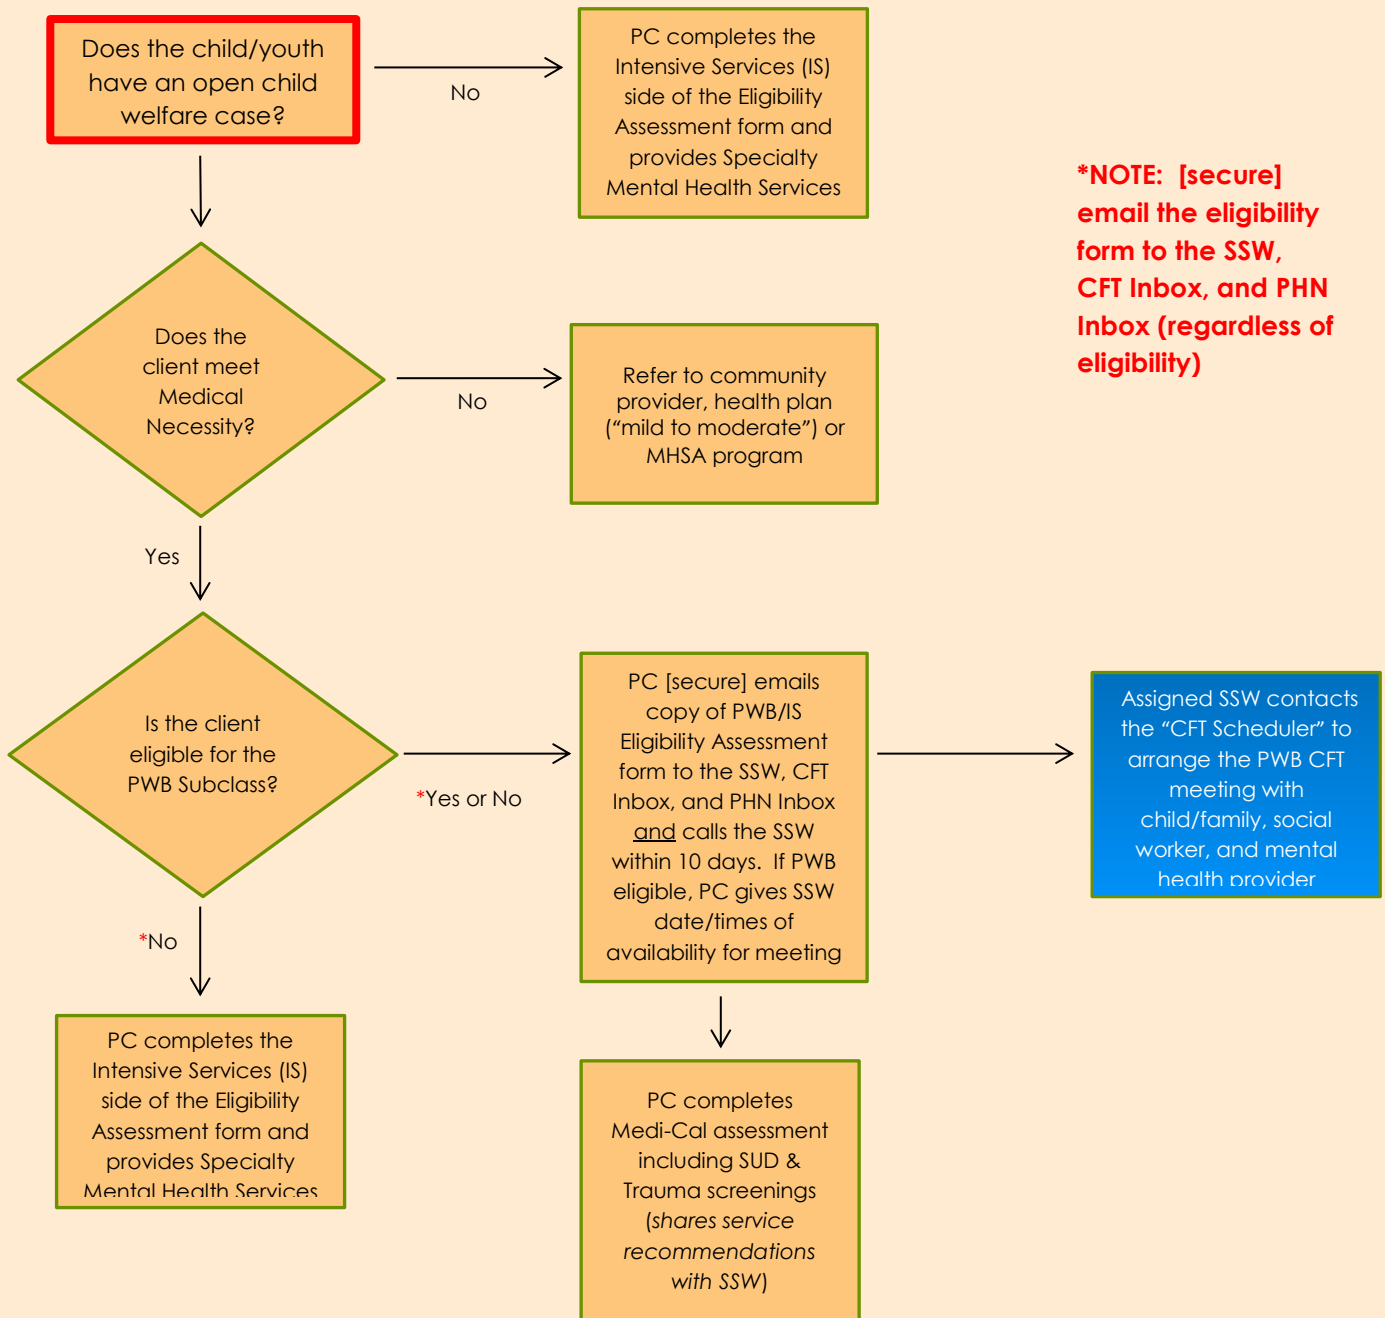 Does the child/youth
have an open child
welfare case?
No
PC completes the
Intensive Services (IS)
side of the Eligibility
Assessment form and
provides Specialty
Mental Health Services
*NOTE:  [secure]
email the eligibility
form to the SSW,
CFT Inbox, and PHN
Inbox (regardless of
eligibility)
Does the
client meet
Medical
Necessity?
No
Refer to community
provider, health plan
(“mild to moderate”) or
MHSA program
Yes
Is the client
eligible for the
PWB Subclass?
*Yes or No
PC [secure] emails
copy of PWB/IS
Eligibility Assessment
form to the SSW, CFT
Inbox, and PHN Inbox
and calls the SSW
within 10 days.  If PWB
eligible, PC gives SSW
date/times of
availability for meeting
Assigned SSW contacts
the “CFT Scheduler” to
arrange the PWB CFT
meeting with
child/family, social
worker, and mental
health provider
*No
PC completes the
Intensive Services (IS)
side of the Eligibility
Assessment form and
provides Specialty
Mental Health Services
PC completes
Medi-Cal assessment
including SUD &
Trauma screenings
(shares service
recommendations
with SSW)